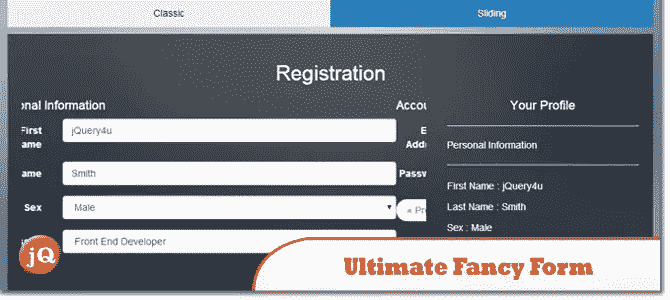 Classic
Sliding
Registration
onal Information
Accou
Your Profile
First
ame
jQuery4u
E
Addr
Personal Information
ame
Smith
Passw
First Name : jQuery4u
Sex
Male
« Pr
Last Name : Smith
Sex : Male
Front End Developer
jQ
Ultimate Fancy Form